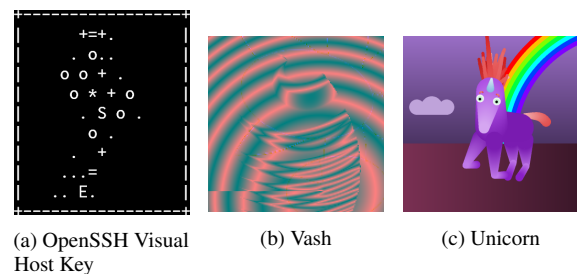 +=+.
. o..
o o + .
o * + o
. S o .
o .
. +
...=
.. E.
(a) OpenSSH Visual
Host Key
(b) Vash
(c) Unicorn